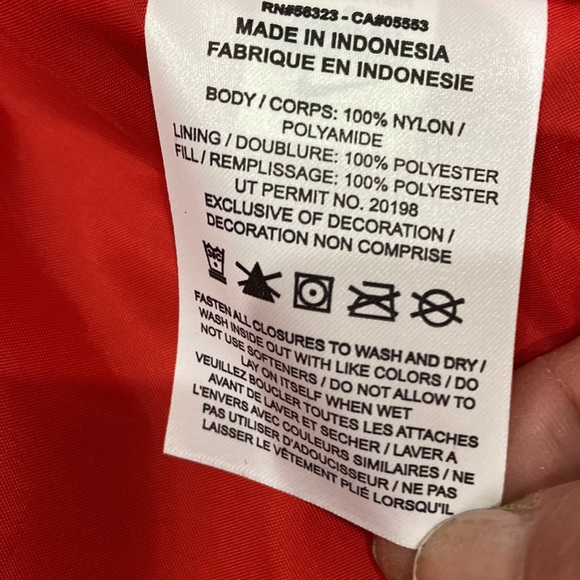 RN#56323 - CA#05553
MADE IN INDONESIA
FABRIQUE EN INDONESIE
BODY / CORPS: 100% NYLON /
POLYAMIDE
LINING / DOUBLURE: 100% POLYESTER
FILL / REMPLISSAGE: 100% POLYESTER
UT PERMIT NO. 20198
EXCLUSIVE OF DECORATION /
DECORATION NON COMPRISE
FASTEN ALL CLOSURES TO WASH AND DRY /
WASH INSIDE OUT WITH LIKE COLORS / DO
NOT USE SOFTENERS / DO NOT ALLOW TO
LAY ON ITSELF WHEN WET
VEUILLEZ BOUCLER TOUTES LES ATTACHES
AVANT DE LAVER ET SECHER / LAVER A
L'ENVERS AVEC COULEURS SIMILAIRES / NE
PAS UTILISER D'ADOUCISSEUR / NE PAS
LAISSER LE VÊTEMENT PLIÉ LORSQU'IL